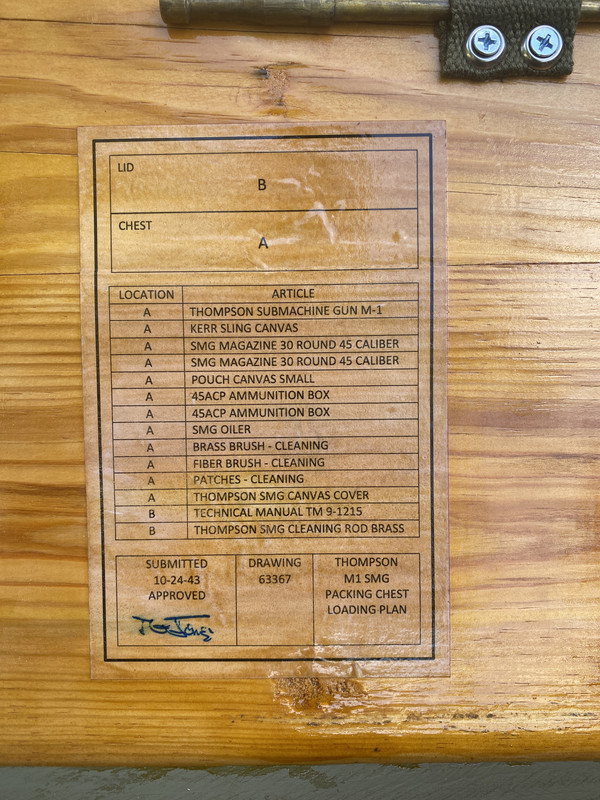 LID
B
CHEST
A
LOCATION ARTICLE
A THOMPSON SUBMACHINE GUN M-1
A KERR SLING CANVAS
A SMG MAGAZINE 30 ROUND 45 CALIBER
A SMG MAGAZINE 30 ROUND 45 CALIBER
A POUCH CANVAS SMALL
A 45ACP AMMUNITION BOX
A 45ACP AMMUNITION BOX
A SMG OILER
A BRASS BRUSH - CLEANING
A FIBER BRUSH - CLEANING
A PATCHES - CLEANING
A THOMPSON SMG CANVAS COVER
B TECHNICAL MANUAL TM 9-1215
B THOMPSON SMG CLEANING ROD BRASS
SUBMITTED
10-24-43
APPROVED
DRAWING
63367
THOMPSON
M1 SMG
PACKING CHEST
LOADING PLAN